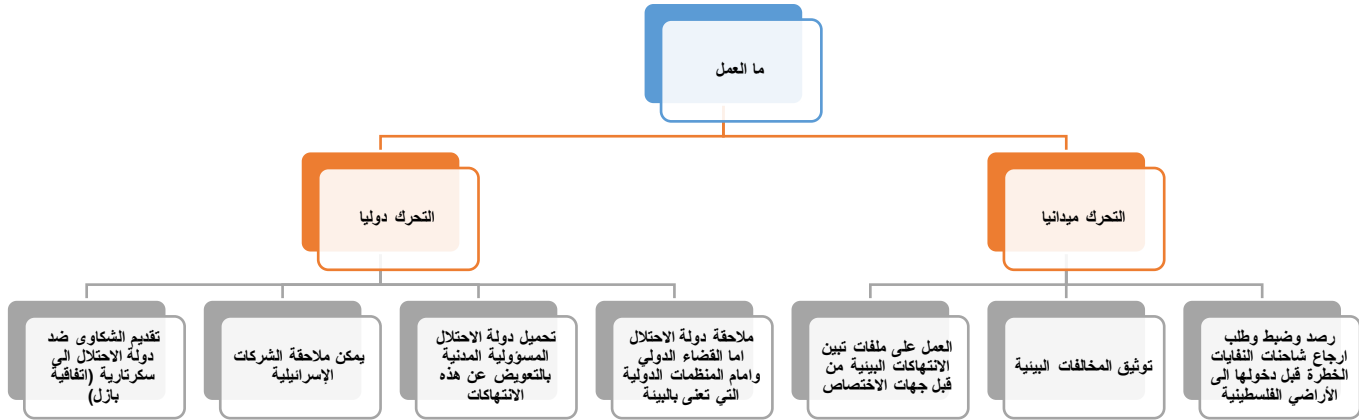 ما العمل
التحرك ميدانيا
التحرك دوليا
رصد وضبط وطلب
ارجاع شاحنات النفايات
الخطرة قبل دخولها الى
الأراضي الفلسطينية
توثيق المخالفات البيئية
العمل على ملفات تبين
الانتهاكات البيئية من
قبل جهات الاختصاص
ملاحقة دولة الاحتلال
اما القضاء الدولي
وامام المنظمات الدولية
التي تعنى بالبيئة
تحميل دولة الاحتلال
المسؤولية المدنية
بالتعويض عن هذه
الانتهاكات
يمكن ملاحقة الشركات
الإسرائيلية
تقديم الشكاوى ضد
دولة الاحتلال الى
سكرتارية (اتفاقية
بازل)